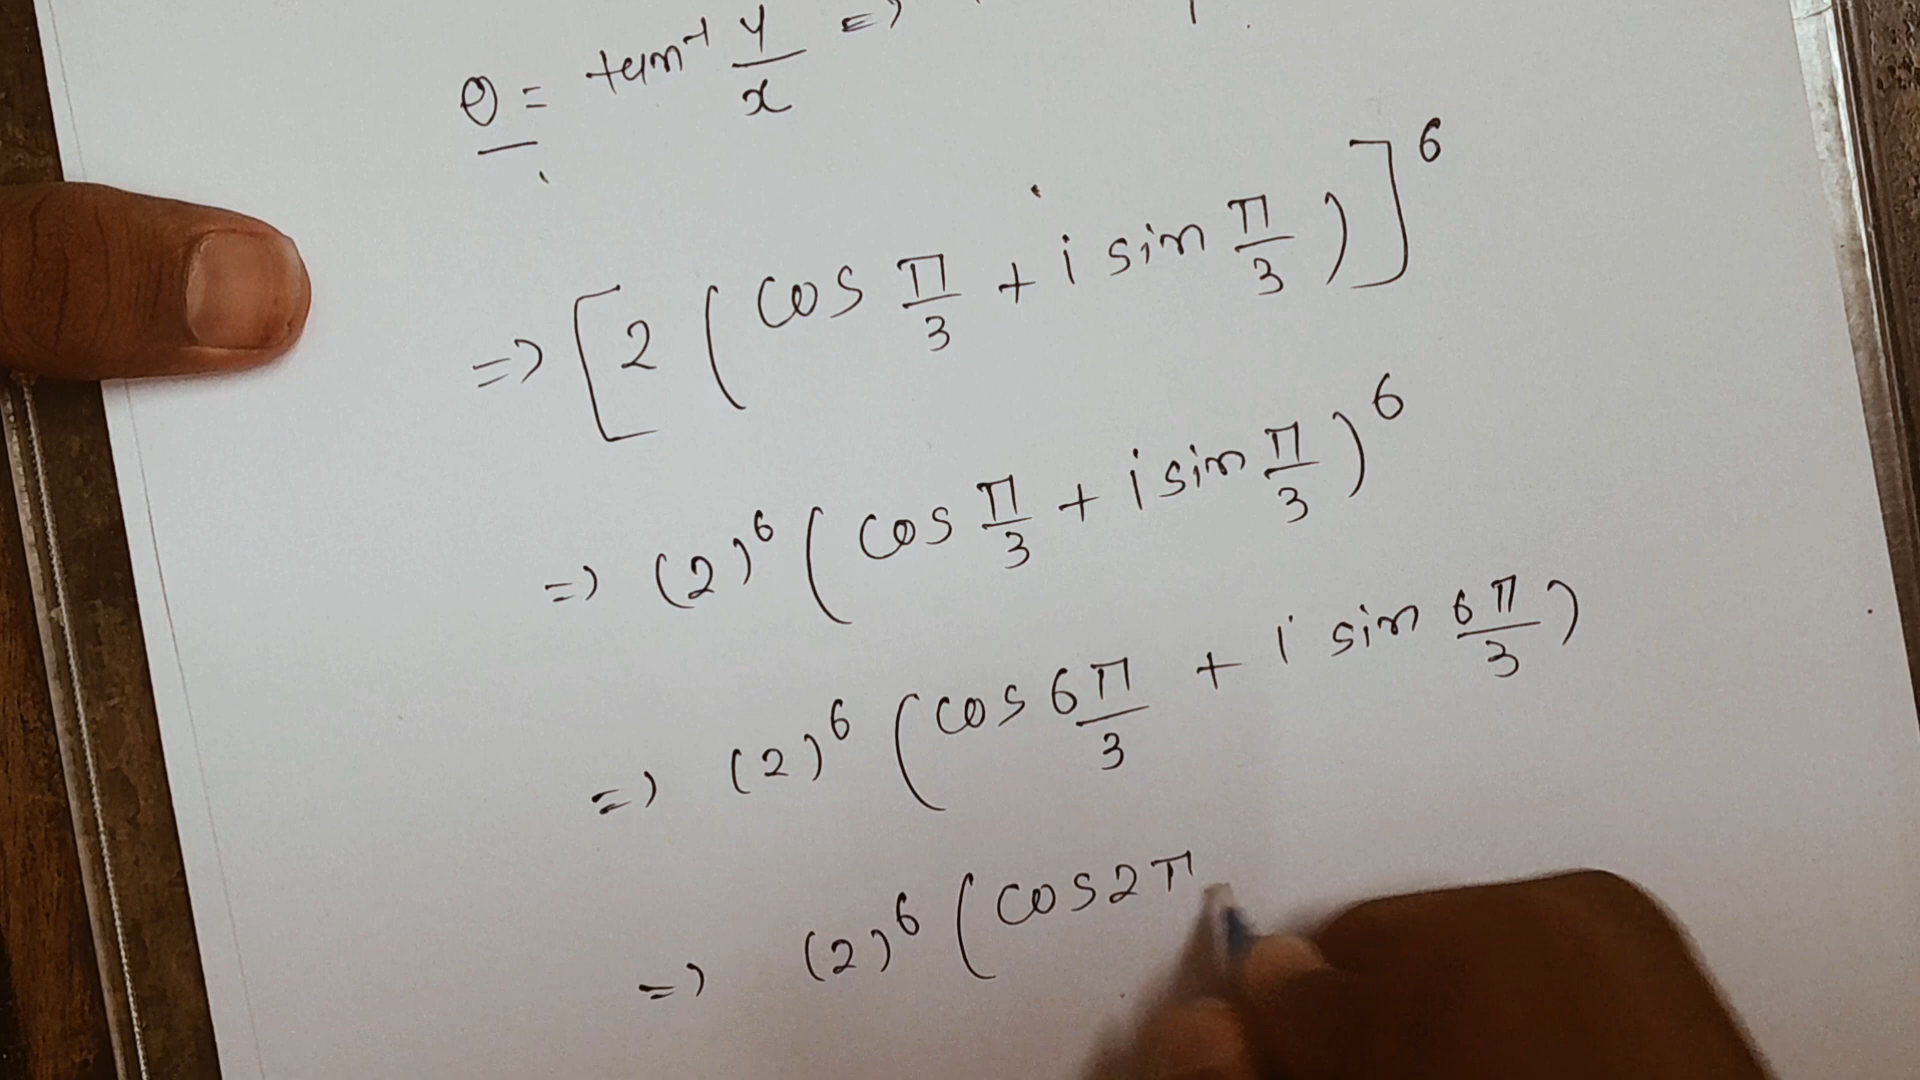 θ = tan⁻¹ y/x =>
=> [2 (cos π/3 + i sin π/3)]⁶
=> (2)⁶ (cos π/3 + i sin π/3)⁶
=> (2)⁶ (cos 6π/3 + i sin 6π/3)
=> (2)⁶ (cos 2π